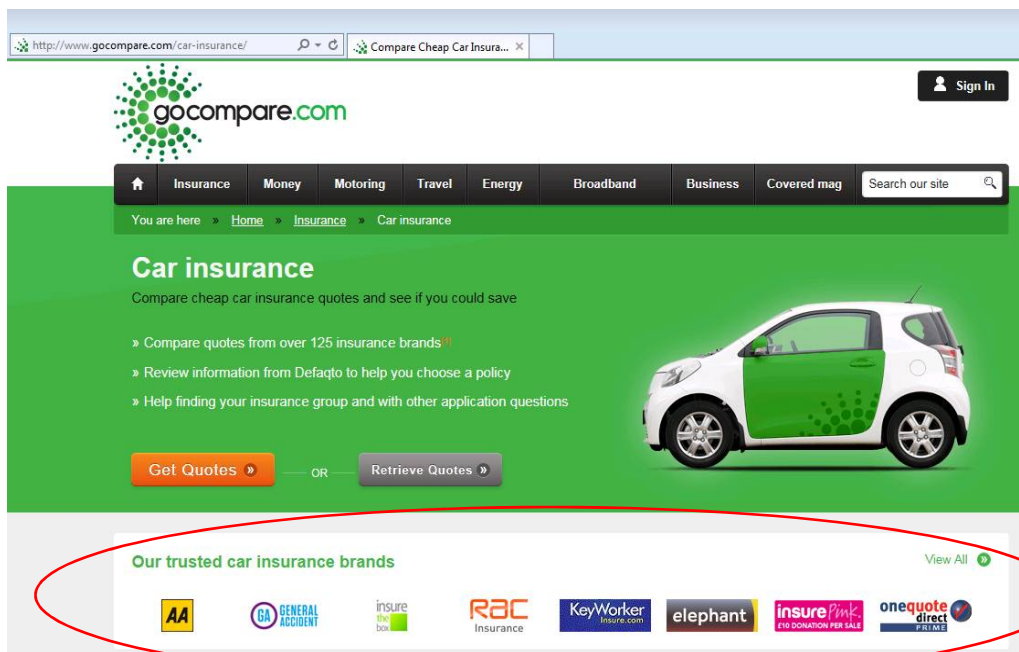 http://www.gocompare.com/car-insurance/
Compare Cheap Car Insura...
gocompare.com
Sign In
Insurance Money Motoring Travel Energy Broadband Business Covered mag Search our site
You are here » Home » Insurance » Car insurance
Car insurance
Compare cheap car insurance quotes and see if you could save
» Compare quotes from over 125 insurance brands[1]
» Review information from Defaqto to help you choose a policy
» Help finding your insurance group and with other application questions
Get Quotes » OR Retrieve Quotes »
Our trusted car insurance brands View All »
AA
GA GENERAL ACCIDENT
insure the box
RAC Insurance
KeyWorker Insure.com
elephant
insurePink. £10 DONATION PER SALE
onequote direct PRIME